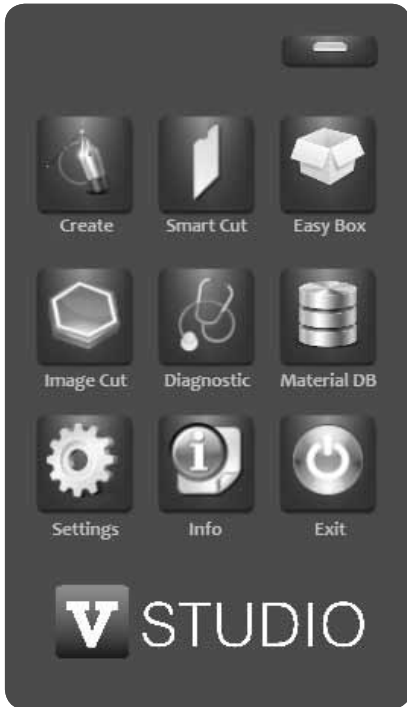 Create Smart Cut Easy Box
Image Cut Diagnostic Material DB
Settings Info Exit
V STUDIO